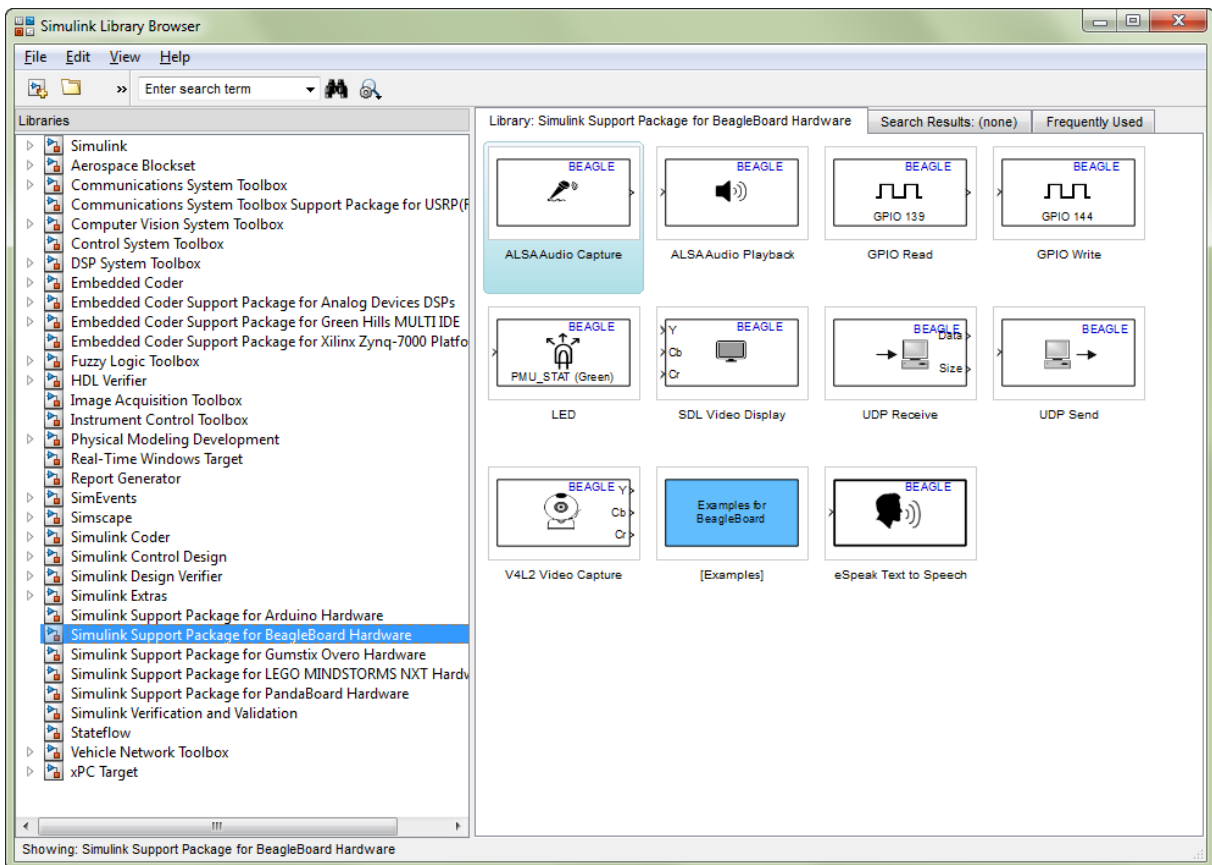 Simulink Library Browser
File Edit View Help
» Enter search term
Libraries
Simulink
Aerospace Blockset
Communications System Toolbox
Communications System Toolbox Support Package for USRP(R
Computer Vision System Toolbox
Control System Toolbox
DSP System Toolbox
Embedded Coder
Embedded Coder Support Package for Analog Devices DSPs
Embedded Coder Support Package for Green Hills MULTI IDE
Embedded Coder Support Package for Xilinx Zynq-7000 Platfo
Fuzzy Logic Toolbox
HDL Verifier
Image Acquisition Toolbox
Instrument Control Toolbox
Physical Modeling Development
Real-Time Windows Target
Report Generator
SimEvents
Simscape
Simulink Coder
Simulink Control Design
Simulink Design Verifier
Simulink Extras
Simulink Support Package for Arduino Hardware
Simulink Support Package for BeagleBoard Hardware
Simulink Support Package for Gumstix Overo Hardware
Simulink Support Package for LEGO MINDSTORMS NXT Hardw
Simulink Support Package for PandaBoard Hardware
Simulink Verification and Validation
Stateflow
Vehicle Network Toolbox
xPC Target
Library: Simulink Support Package for BeagleBoard Hardware Search Results: (none) Frequently Used
BEAGLE
ALSA Audio Capture
BEAGLE
ALSA Audio Playback
BEAGLE
GPIO 139
GPIO Read
BEAGLE
GPIO 144
GPIO Write
BEAGLE
PMU_STAT (Green)
LED
BEAGLE
Y
Cb
Cr
SDL Video Display
BEAGLE
Data
Size
UDP Receive
BEAGLE
UDP Send
BEAGLE
Y
Cb
Cr
V4L2 Video Capture
Examples for
BeagleBoard
[Examples]
BEAGLE
eSpeak Text to Speech
Showing: Simulink Support Package for BeagleBoard Hardware